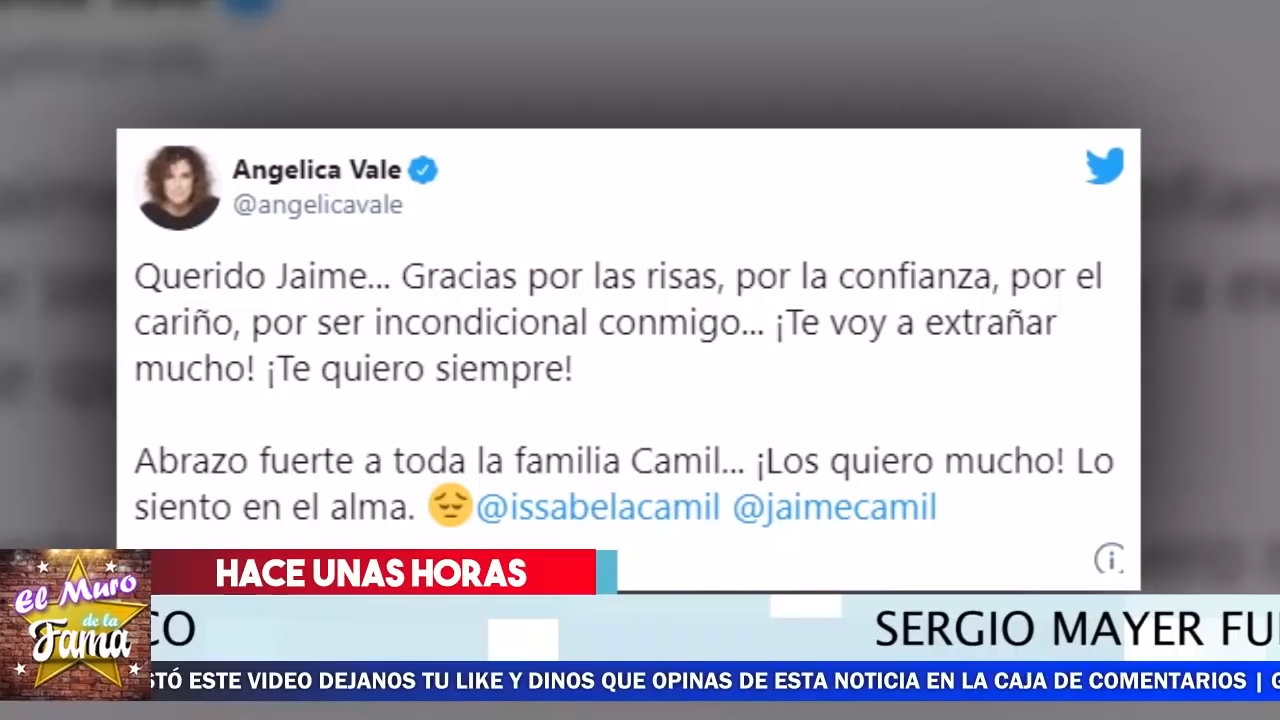 Angelica Vale
@angelicavale
Querido Jaime... Gracias por las risas, por la confianza, por el
cariño, por ser incondicional conmigo... ¡Te voy a extrañar
mucho! ¡Te quiero siempre!
Abrazo fuerte a toda la familia Camil... ¡Los quiero mucho! Lo
siento en el alma. 😔@issabelacamil @jaimecamil
HACE UNAS HORAS
El Muro
de la
Fama
CO
SERGIO MAYER FU
STÓ ESTE VIDEO DEJANOS TU LIKE Y DINOS QUE OPINAS DE ESTA NOTICIA EN LA CAJA DE COMENTARIOS | G